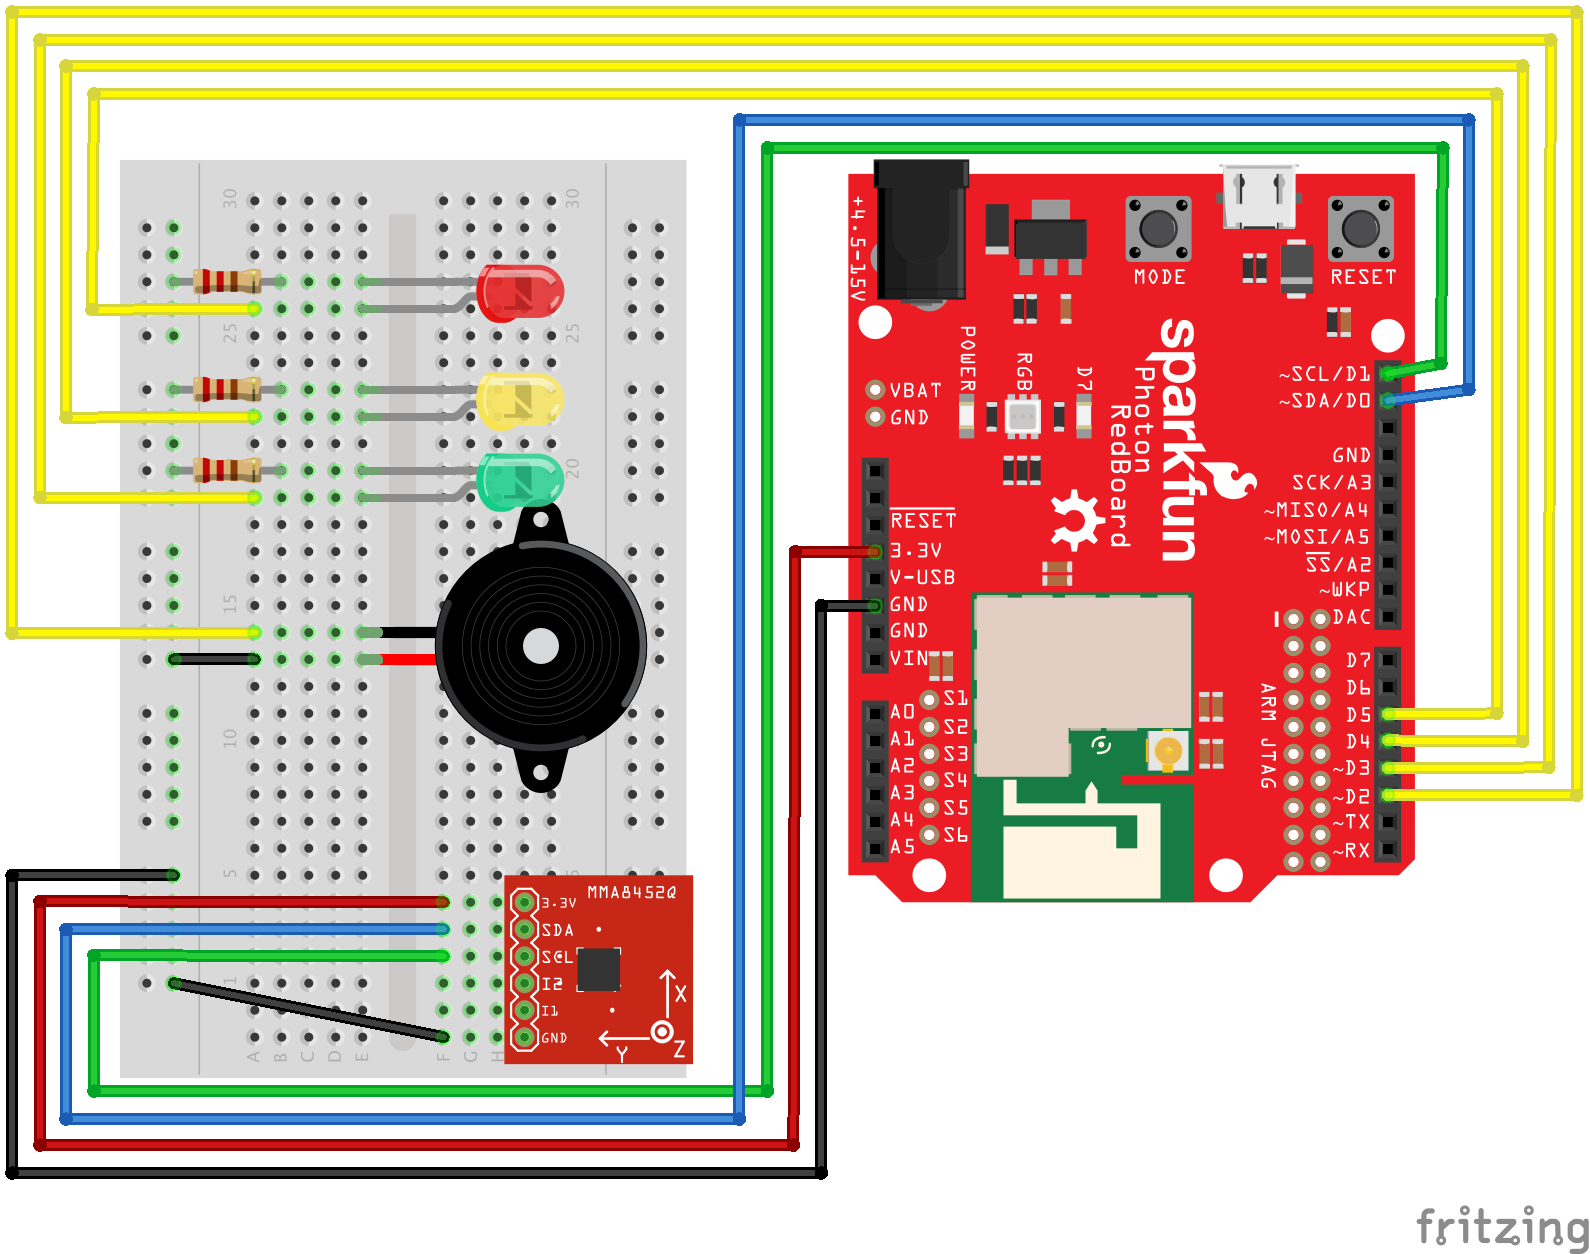 30
30
25
25
20
15
10
5
1
A
B
C
D
E
F
G
H
MMA8452Q
3.3V
SDA
SCL
I2
I1
GND
X
Y
Z
+4.5-15V
MODE
RESET
POWER
RGB
D7
VBAT
GND
sparkfun
Photon
RedBoard
RESET
3.3V
V-USB
GND
GND
VIN
A0
A1
A2
A3
A4
A5
S1
S2
S3
S4
S5
S6
~SCL/D1
~SDA/D0
GND
SCK/A3
~MISO/A4
~MOSI/A5
SS/A2
~WKP
DAC
D7
D6
D5
D4
~D3
~D2
~TX
~RX
ARM JTAG
fritzing